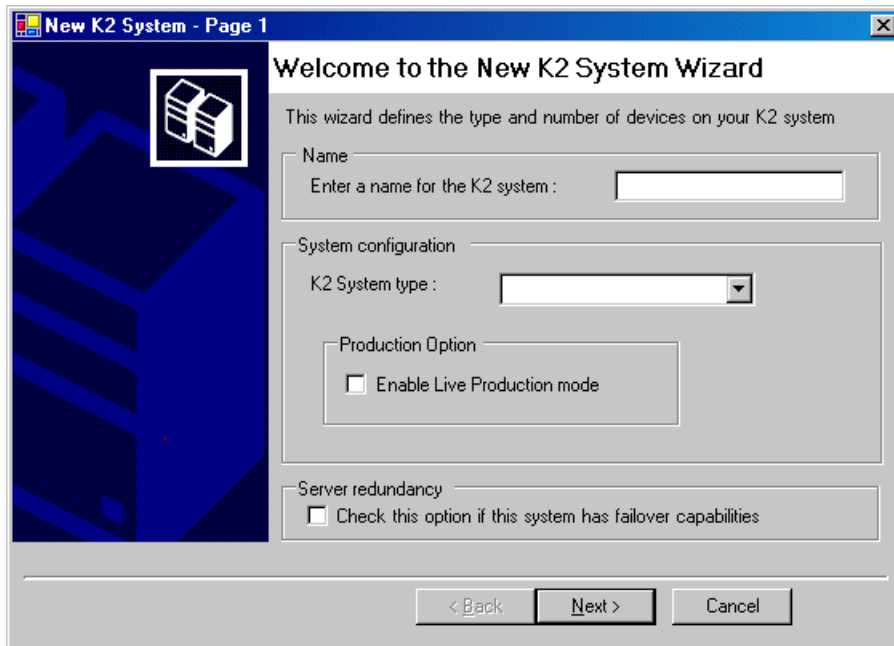 New K2 System - Page 1
Welcome to the New K2 System Wizard
This wizard defines the type and number of devices on your K2 system
Name
Enter a name for the K2 system :
System configuration
K2 System type :
Production Option
Enable Live Production mode
Server redundancy
Check this option if this system has failover capabilities
< Back
Next >
Cancel